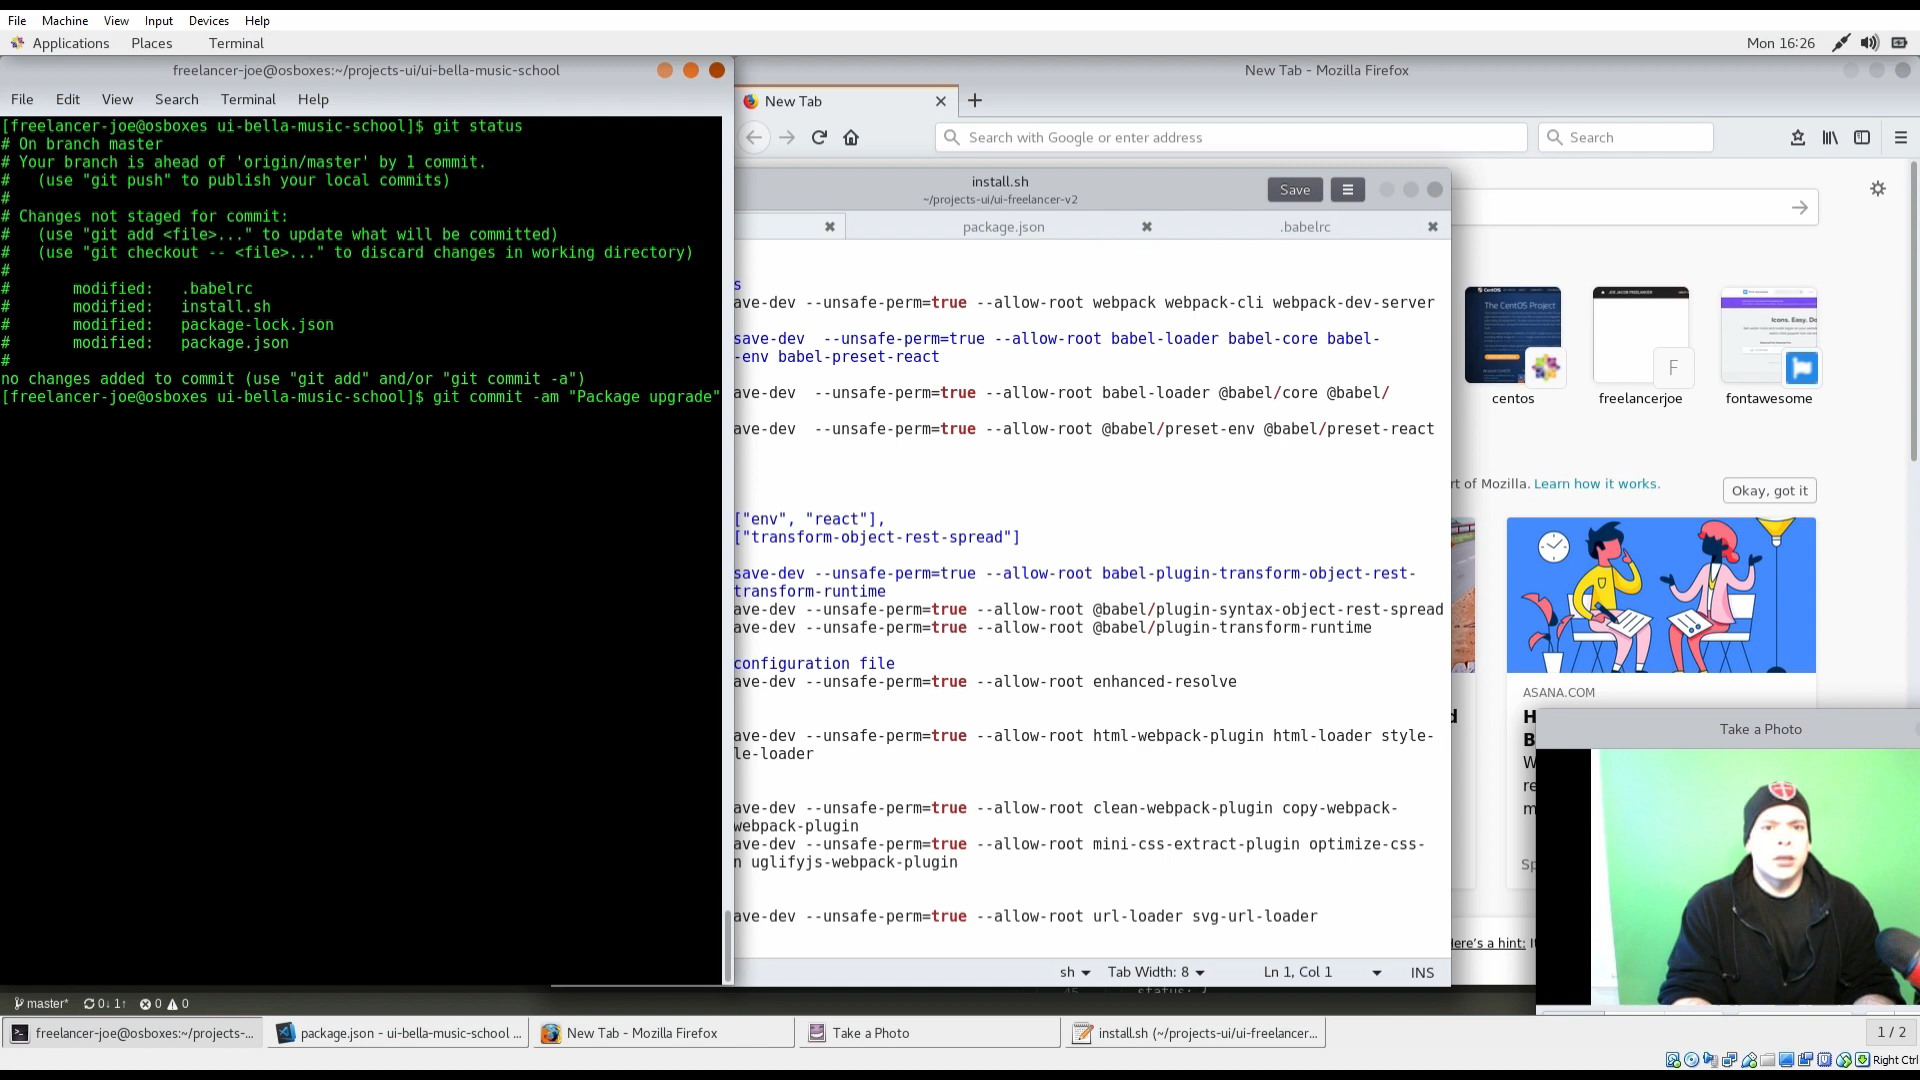 File Machine View Input Devices Help
Applications Places Terminal Mon 16:26
freelancer-joe@osboxes:~/projects-ui/ui-bella-music-school
File Edit View Search Terminal Help
[freelancer-joe@osboxes ui-bella-music-school]$ git status
# On branch master
# Your branch is ahead of 'origin/master' by 1 commit.
#   (use "git push" to publish your local commits)
#
# Changes not staged for commit:
#   (use "git add <file>..." to update what will be committed)
#   (use "git checkout -- <file>..." to discard changes in working directory)
#
#       modified:   .babelrc
#       modified:   install.sh
#       modified:   package-lock.json
#       modified:   package.json
#
no changes added to commit (use "git add" and/or "git commit -a")
[freelancer-joe@osboxes ui-bella-music-school]$ git commit -am "Package upgrade"
New Tab - Mozilla Firefox
New Tab
Search with Google or enter address
Search
install.sh
~/projects-ui/ui-freelancer-v2
Save
package.json
.babelrc
s
ave-dev --unsafe-perm=true --allow-root webpack webpack-cli webpack-dev-server
save-dev  --unsafe-perm=true --allow-root babel-loader babel-core babel-
-env babel-preset-react
ave-dev  --unsafe-perm=true --allow-root babel-loader @babel/core @babel/
ave-dev  --unsafe-perm=true --allow-root @babel/preset-env @babel/preset-react
["env", "react"],
["transform-object-rest-spread"]
save-dev --unsafe-perm=true --allow-root babel-plugin-transform-object-rest-
transform-runtime
ave-dev --unsafe-perm=true --allow-root @babel/plugin-syntax-object-rest-spread
ave-dev --unsafe-perm=true --allow-root @babel/plugin-transform-runtime
configuration file
ave-dev --unsafe-perm=true --allow-root enhanced-resolve
ave-dev --unsafe-perm=true --allow-root html-webpack-plugin html-loader style-
le-loader
ave-dev --unsafe-perm=true --allow-root clean-webpack-plugin copy-webpack-
webpack-plugin
ave-dev --unsafe-perm=true --allow-root mini-css-extract-plugin optimize-css-
n uglifyjs-webpack-plugin
ave-dev --unsafe-perm=true --allow-root url-loader svg-url-loader
sh Tab Width: 8 Ln 1, Col 1 INS
The CentOS Project
Icons. Easy. Do
F
centos
freelancerjoe
fontawesome
rt of Mozilla. Learn how it works.
Okay, got it
ASANA.COM
H
B
W
re
m
Sp
Here's a hint:
Take a Photo
master* 0↓ 1↑ 0 0
freelancer-joe@osboxes:~/projects-...
package.json - ui-bella-music-school ...
New Tab - Mozilla Firefox
Take a Photo
install.sh (~/projects-ui/ui-freelancer...
1 / 2
Right Ctrl